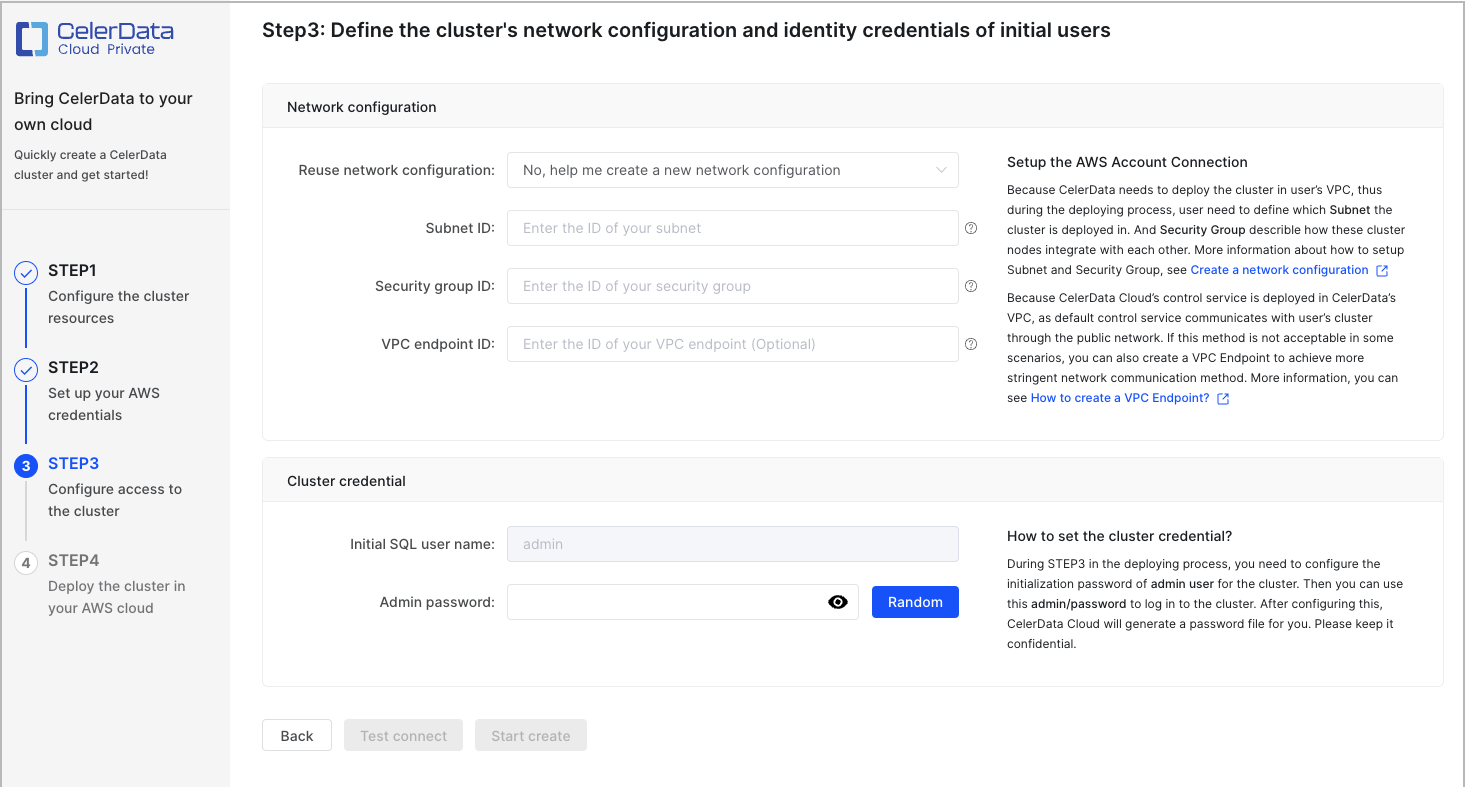 CelerData
Cloud Private
Bring CelerData to your
own cloud
Quickly create a CelerData
cluster and get started!
STEP1
Configure the cluster
resources
STEP2
Set up your AWS
credentials
3
STEP3
Configure access to
the cluster
4
STEP4
Deploy the cluster in
your AWS cloud
Step3: Define the cluster's network configuration and identity credentials of initial users
Network configuration
Reuse network configuration:
No, help me create a new network configuration
Subnet ID:
Enter the ID of your subnet
Security group ID:
Enter the ID of your security group
VPC endpoint ID:
Enter the ID of your VPC endpoint (Optional)
Setup the AWS Account Connection
Because CelerData needs to deploy the cluster in user's VPC, thus
during the deploying process, user need to define which Subnet the
cluster is deployed in. And Security Group describle how these cluster
nodes integrate with each other. More information about how to setup
Subnet and Security Group, see Create a network configuration
Because CelerData Cloud's control service is deployed in CelerData's
VPC, as default control service communicates with user's cluster
through the public network. If this method is not acceptable in some
scenarios, you can also create a VPC Endpoint to achieve more
stringent network communication method. More information, you can
see How to create a VPC Endpoint?
Cluster credential
Initial SQL user name:
admin
Admin password:
Random
How to set the cluster credential?
During STEP3 in the deploying process, you need to configure the
initialization password of admin user for the cluster. Then you can use
this admin/password to log in to the cluster. After configuring this,
CelerData Cloud will generate a password file for you. Please keep it
confidential.
Back
Test connect
Start create